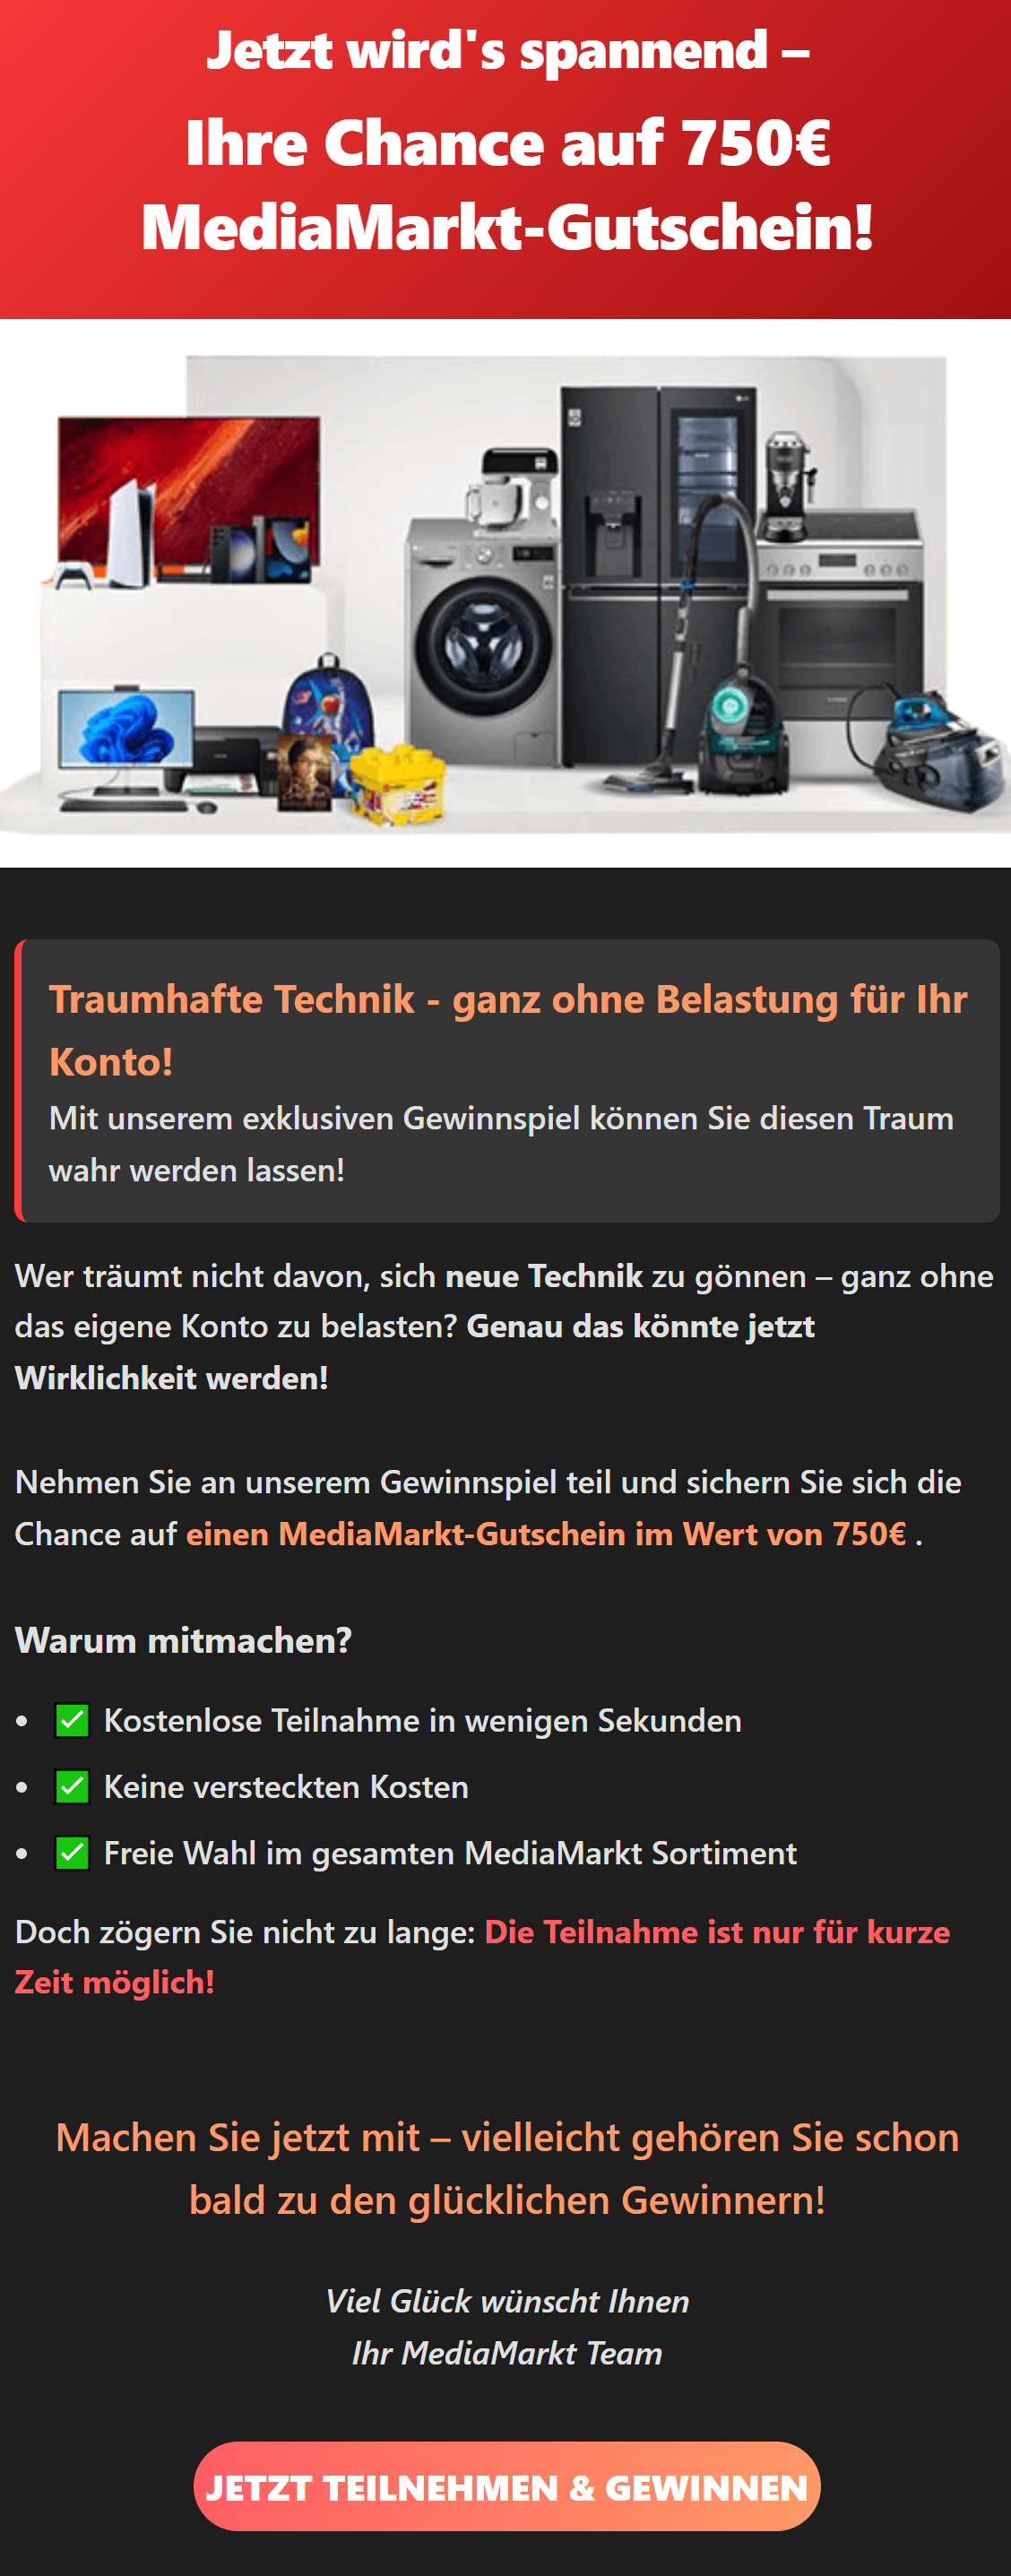 Jetzt wird's spannend –
Ihre Chance auf 750€
MediaMarkt-Gutschein!
LG
Traumhafte Technik - ganz ohne Belastung für Ihr
Konto!
Mit unserem exklusiven Gewinnspiel können Sie diesen Traum
wahr werden lassen!
Wer träumt nicht davon, sich neue Technik zu gönnen – ganz ohne
das eigene Konto zu belasten? Genau das könnte jetzt
Wirklichkeit werden!
Nehmen Sie an unserem Gewinnspiel teil und sichern Sie sich die
Chance auf einen MediaMarkt-Gutschein im Wert von 750€ .
Warum mitmachen?
• ✅ Kostenlose Teilnahme in wenigen Sekunden
• ✅ Keine versteckten Kosten
• ✅ Freie Wahl im gesamten MediaMarkt Sortiment
Doch zögern Sie nicht zu lange: Die Teilnahme ist nur für kurze
Zeit möglich!
Machen Sie jetzt mit – vielleicht gehören Sie schon
bald zu den glücklichen Gewinnern!
Viel Glück wünscht Ihnen
Ihr MediaMarkt Team
JETZT TEILNEHMEN & GEWINNEN